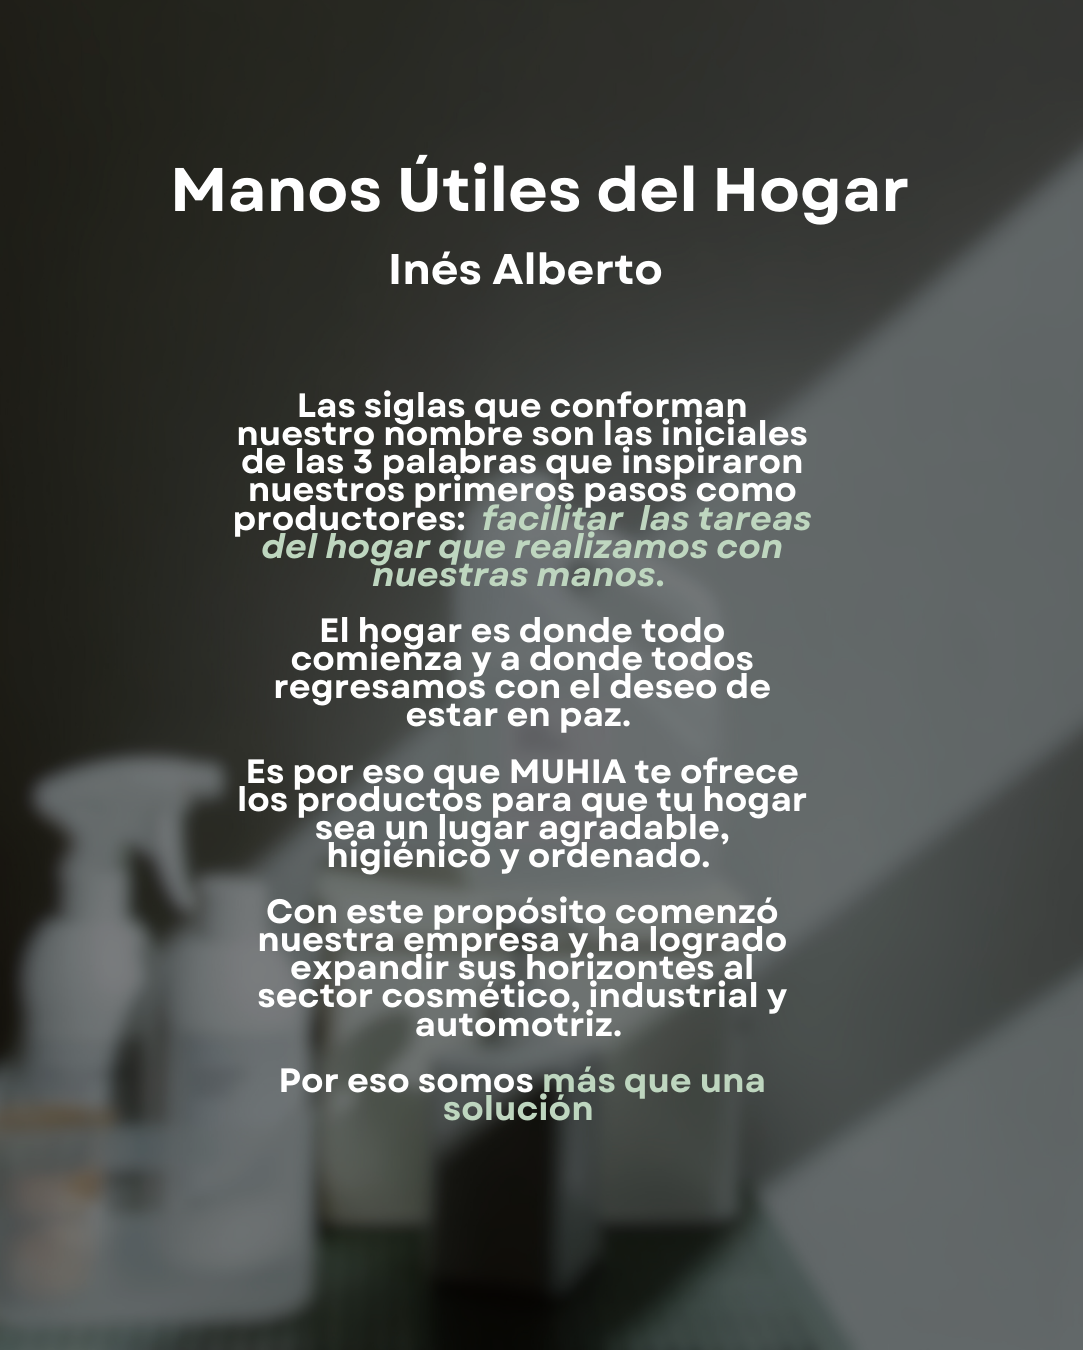 Manos Útiles del Hogar
Inés Alberto
Las siglas que conforman
nuestro nombre son las iniciales
de las 3 palabras que inspiraron
nuestros primeros pasos como
productores: facilitar las tareas
del hogar que realizamos con
nuestras manos.
El hogar es donde todo
comienza y a donde todos
regresamos con el deseo de
estar en paz.
Es por eso que MUHIA te ofrece
los productos para que tu hogar
sea un lugar agradable,
higiénico y ordenado.
Con este propósito comenzó
nuestra empresa y ha logrado
expandir sus horizontes al
sector cosmético, industrial y
automotriz.
Por eso somos más que una
solución